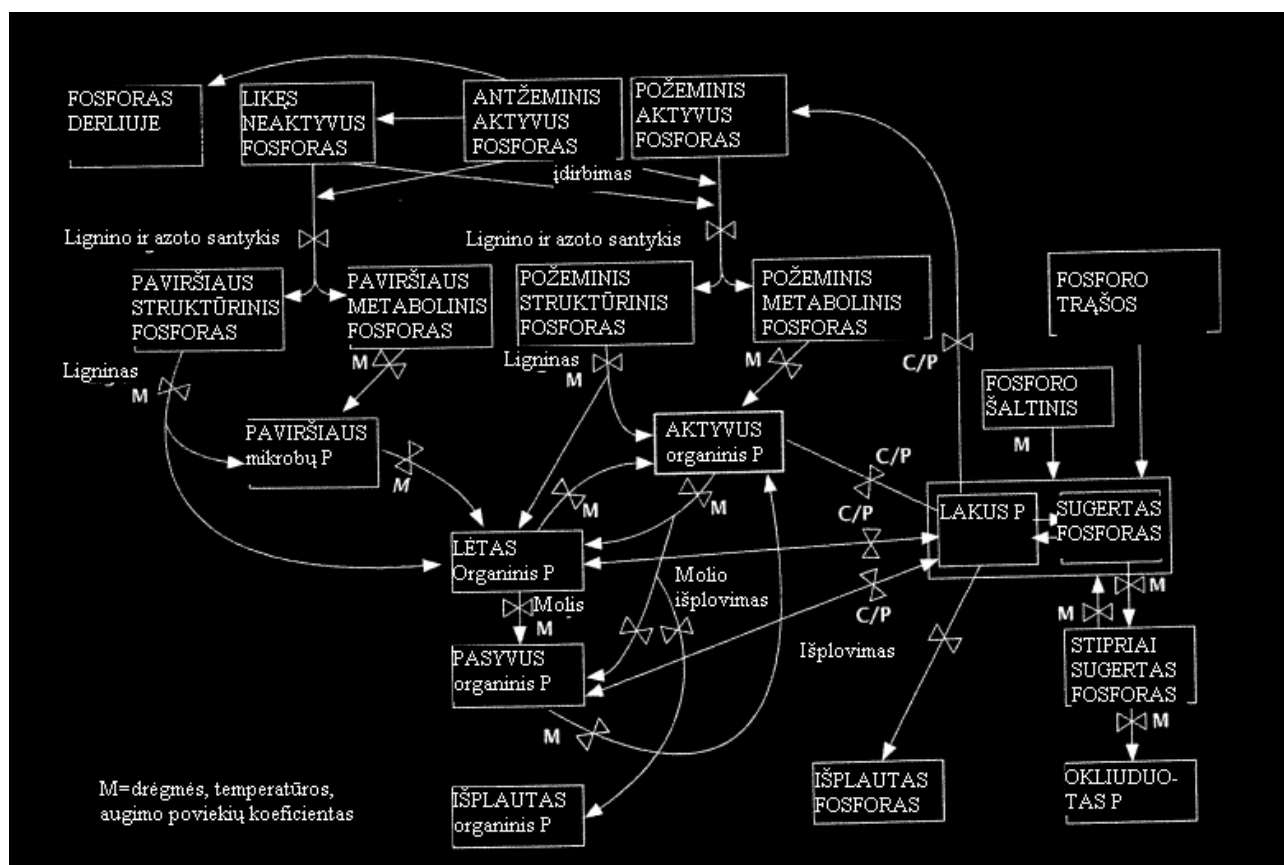 FOSFORAS
DERLIUJE
LIKĘS
NEAKTYVUS
FOSFORAS
ANTŽEMINIS
AKTYVUS
FOSFORAS
POŽEMINIS
AKTYVUS
FOSFORAS
įdirbimas
Lignino ir azoto santykis
Lignino ir azoto santykis
PAVIRŠIAUS
STRUKTŪRINIS
FOSFORAS
PAVIRŠIAUS
METABOLINIS
FOSFORAS
POŽEMINIS
STRUKTŪRINIS
FOSFORAS
POŽEMINIS
METABOLINIS
FOSFORAS
FOSFORO
TRĄŠOS
Ligninas
M
M
Ligninas
M
M
C/P
FOSFORO
ŠALTINIS
M
PAVIRŠIAUS
mikrobų P
M
AKTYVUS
organinis P
C/P
M
M
C/P
LAKUS P
SUGERTAS
FOSFORAS
LĖTAS
Organinis P
Molio
išplovimas
C/P
M
M
Molis
M
PASYVUS
organinis P
M
Išplovimas
STIPRIAI
SUGERTAS
FOSFORAS
M
M=drėgmės, temperatūros,
augimo poveikių koeficientas
IŠPLAUTAS
organinis P
IŠPLAUTAS
FOSFORAS
OKLIUDUO-
TAS P